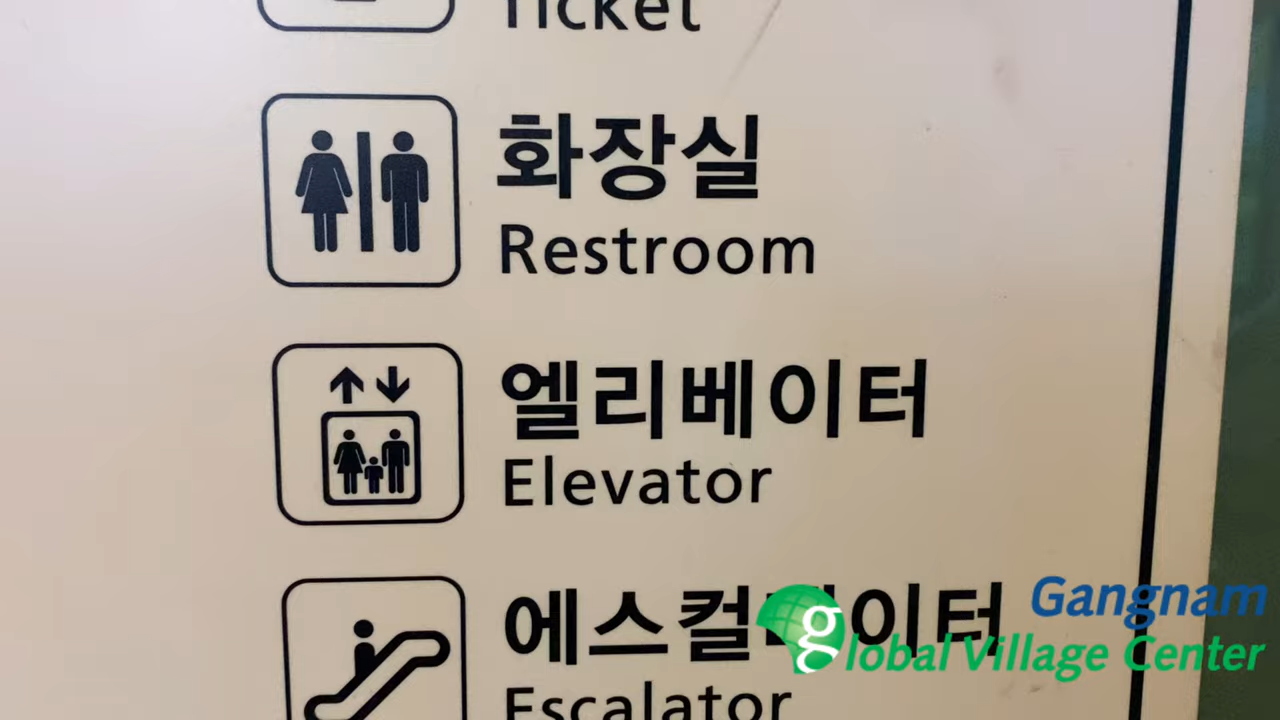 Ticket
화장실
Restroom
엘리베이터
Elevator
에스컬레이터
Escalator
Gangnam
global Village Center